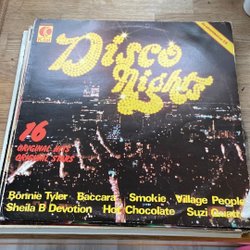 K
Disco
Nights
16
ORIGINAL HITS
ORIGINAL STARS
Bonnie Tyler Baccara Smokie Village People
Sheila B Devotion Hot Chocolate Suzi Quatro